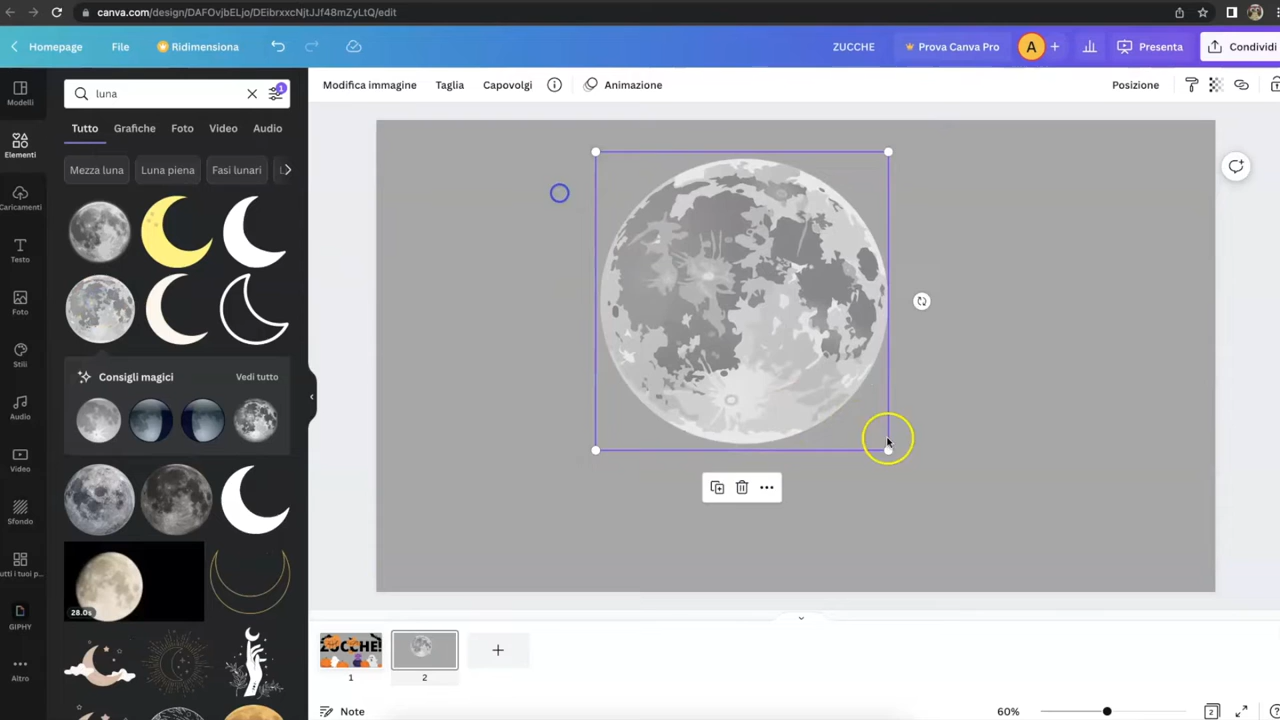 canva.com/design/DAFOvjbELjo/DEibrxxcNjtJJf48mZyLtQ/edit
Homepage File Ridimensiona ZUCCHE Prova Canva Pro A Presenta Condividi
Modelli
luna
1
Modifica immagine Taglia Capovolgi Animazione Posizione
Tutto Grafiche Foto Video Audio
Elementi
Mezza luna Luna piena Fasi lunari
Caricamenti
Testo
Foto
Stili
Consigli magici Vedi tutto
Audio
Video
Sfondo
28.0s
GIPHY
Altro
ZUCCHE!
1 2
Note
2
60%